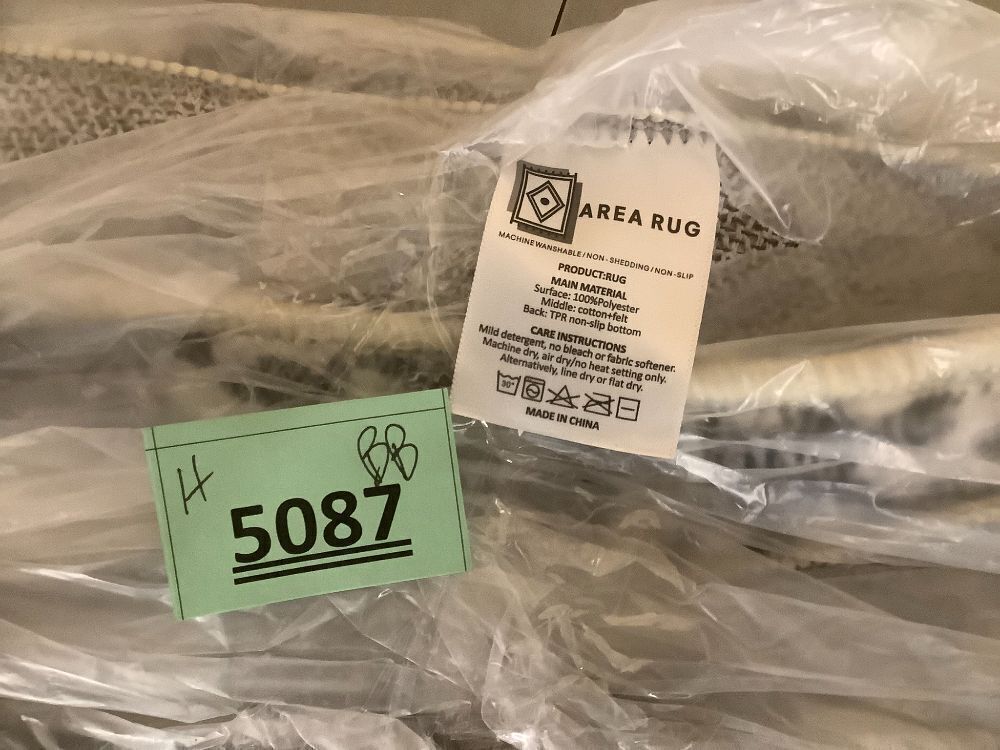 AREA RUG
MACHINE WANSHABLE / NON - SHEDDING / NON - SLIP
PRODUCT:RUG
MAIN MATERIAL
Surface: 100%Polyester
Middle: cotton+felt
Back: TPR non-slip bottom
CARE INSTRUCTIONS
Mild detergent, no bleach or fabric softener.
Machine dry, air dry/no heat setting only.
Alternatively, line dry or flat dry.
30°
MADE IN CHINA
H BB
5087